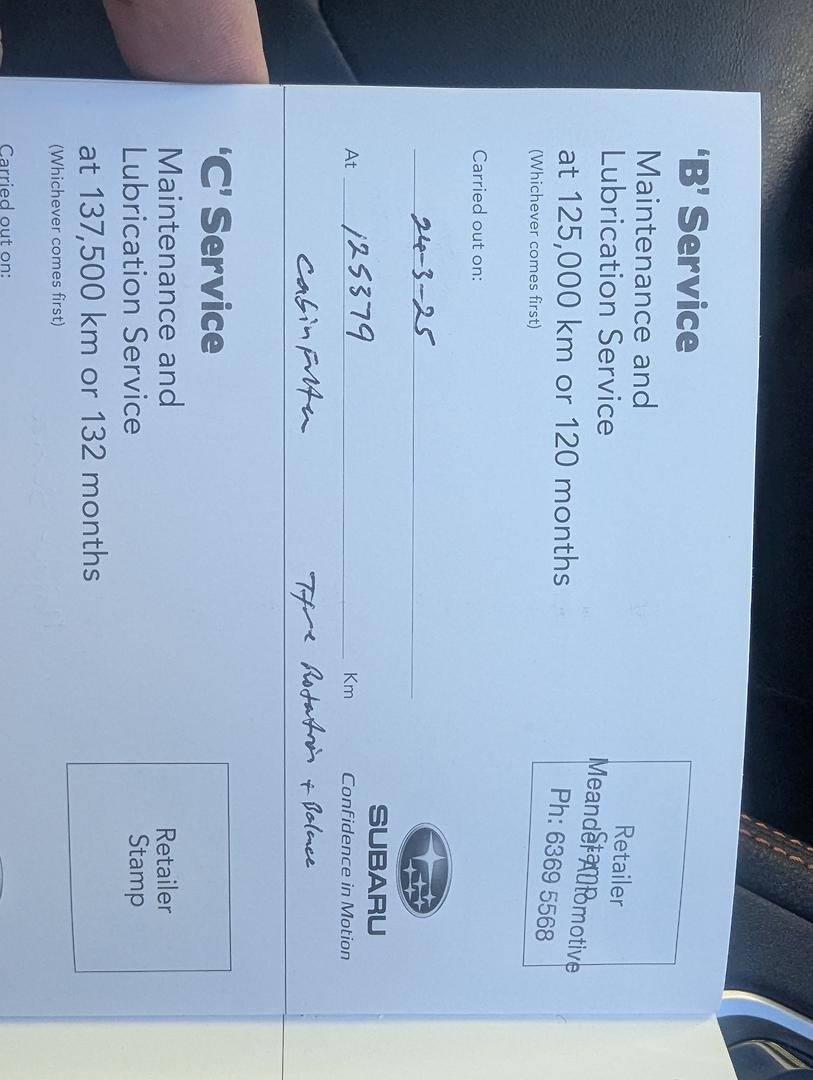 ‘B’ Service
Maintenance and
Lubrication Service
at 125,000 km or 120 months
(Whichever comes first)
Retailer
Stamp
Meander Automotive
Ph: 6369 5568
Carried out on:
24-3-25
At 125379 Km
SUBARU
Confidence in Motion
Cabin Filter Tyre Rotation + Balance
‘C’ Service
Maintenance and
Lubrication Service
at 137,500 km or 132 months
(Whichever comes first)
Retailer
Stamp
Carried out on: